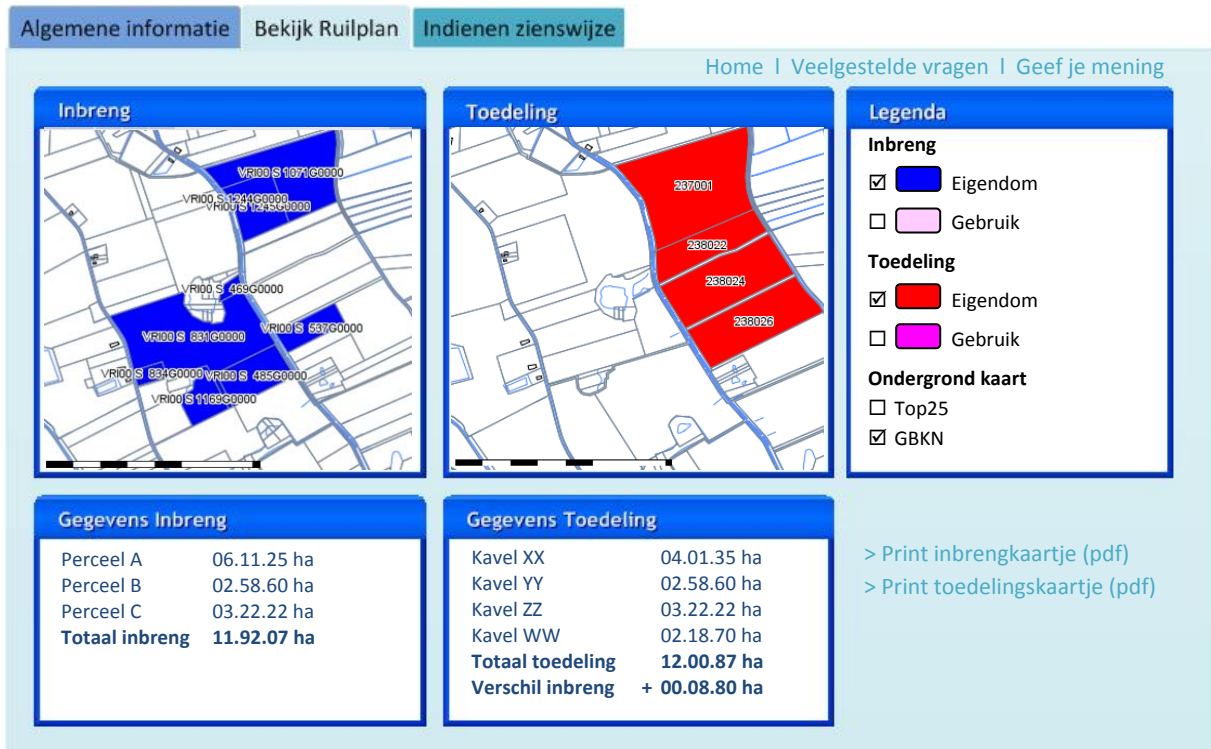 Algemene informatie Bekijk Ruilplan Indienen zienswijze
Home l Veelgestelde vragen l Geef je mening
Inbreng
VRI00 S 1071G0000
VRI00 S 1244G0000
VRI00 S 1245G0000
VRI00 S 469G0000
VRI00 S 537G0000
VRI00 S 831G0000
VRI00 S 834G0000
VRI00 S 485G0000
VRI00 S 1169G0000
Toedeling
237001
238022
238024
238026
Legenda
Inbreng
Eigendom
Gebruik
Toedeling
Eigendom
Gebruik
Ondergrond kaart
Top25
GBKN
Gegevens Inbreng
Perceel A 06.11.25 ha
Perceel B 02.58.60 ha
Perceel C 03.22.22 ha
Totaal inbreng 11.92.07 ha
Gegevens Toedeling
Kavel XX 04.01.35 ha
Kavel YY 02.58.60 ha
Kavel ZZ 03.22.22 ha
Kavel WW 02.18.70 ha
Totaal toedeling 12.00.87 ha
Verschil inbreng + 00.08.80 ha
> Print inbrengkaartje (pdf)
> Print toedelingskaartje (pdf)